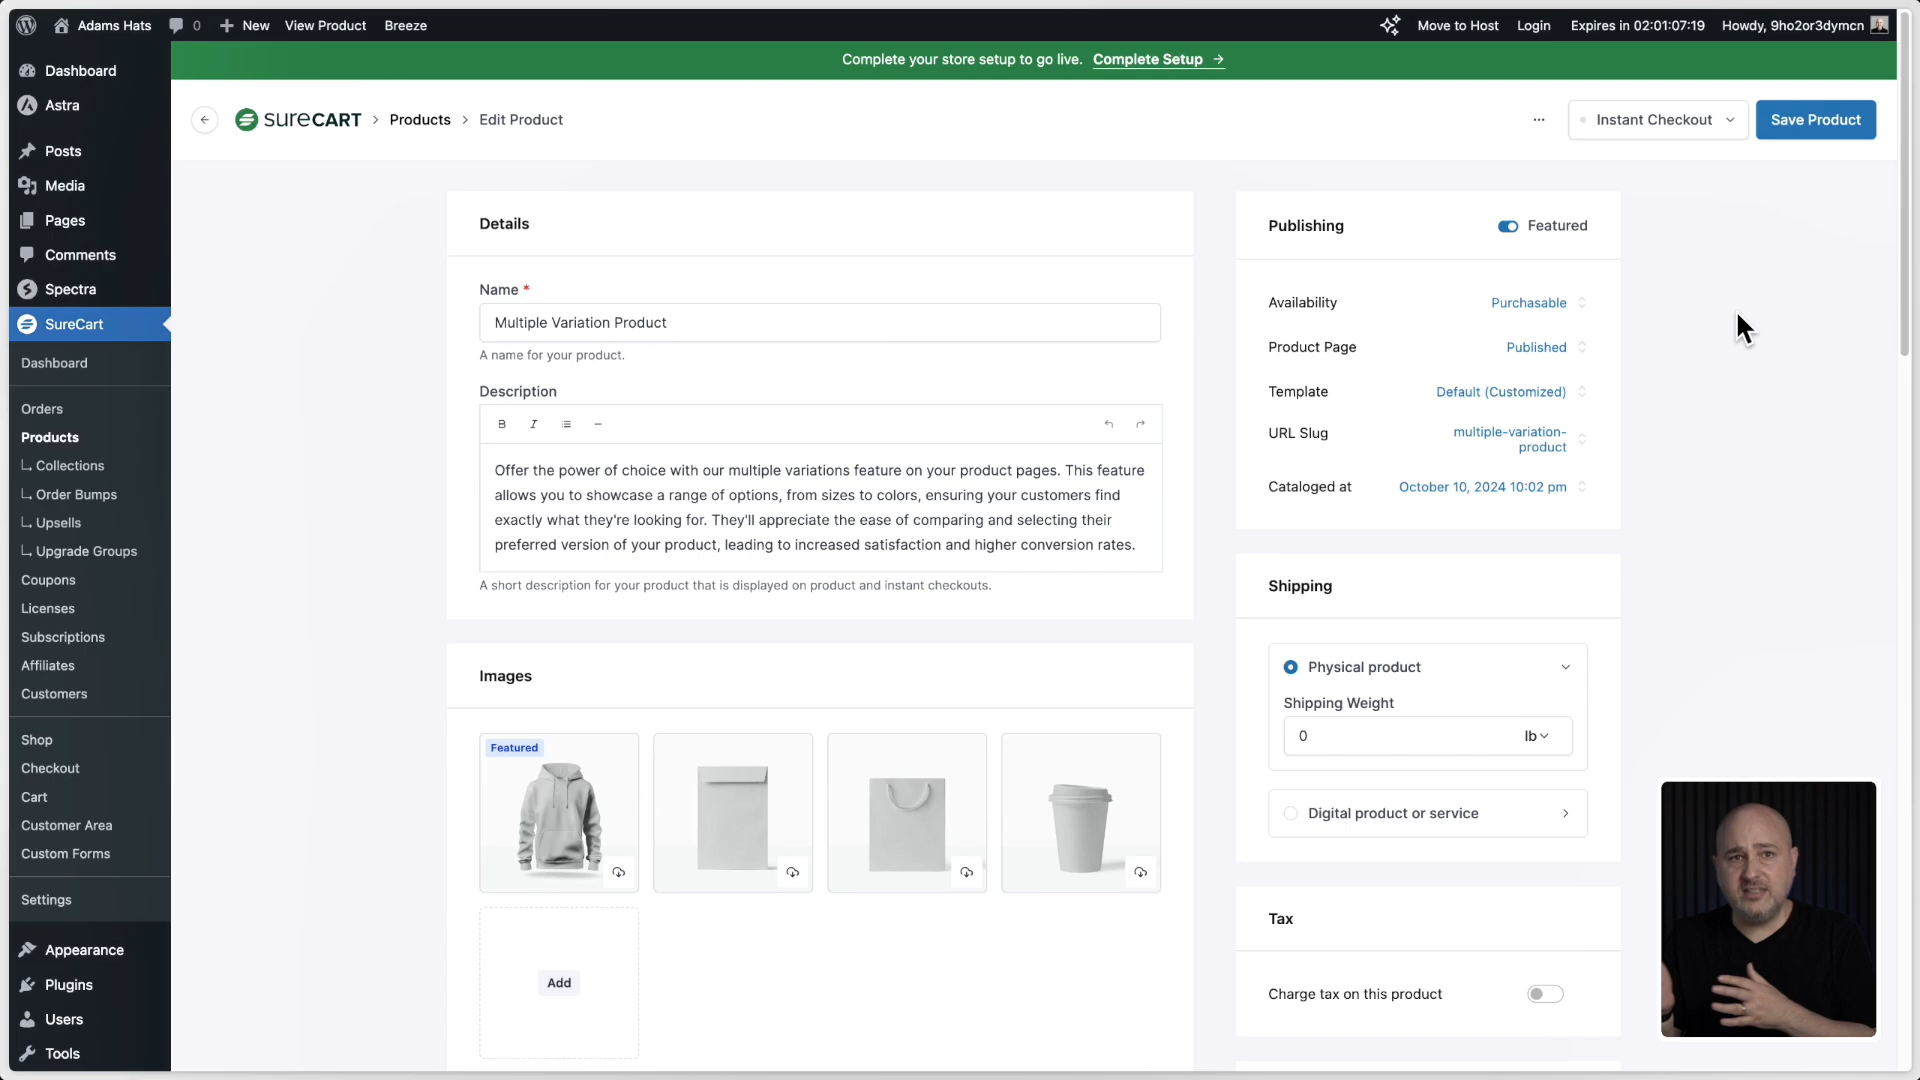 Adams Hats
0
New
View Product
Breeze
Move to Host
Login
Expires in 02:01:07:19
Howdy, 9ho2or3dymcn
Complete your store setup to go live. Complete Setup →
Dashboard
Astra
Posts
Media
Pages
Comments
Spectra
SureCart
Dashboard
Orders
Products
Collections
Order Bumps
Upsells
Upgrade Groups
Coupons
Licenses
Subscriptions
Affiliates
Customers
Shop
Checkout
Cart
Customer Area
Custom Forms
Settings
Appearance
Plugins
Users
Tools
SURECART > Products > Edit Product
...
Instant Checkout
Save Product
Details
Name *
Multiple Variation Product
A name for your product.
Description
B I
Offer the power of choice with our multiple variations feature on your product pages. This feature
allows you to showcase a range of options, from sizes to colors, ensuring your customers find
exactly what they're looking for. They'll appreciate the ease of comparing and selecting their
preferred version of your product, leading to increased satisfaction and higher conversion rates.
A short description for your product that is displayed on product and instant checkouts.
Images
Featured
Add
Publishing
Featured
Availability
Purchasable
Product Page
Published
Template
Default (Customized)
URL Slug
multiple-variation-
product
Cataloged at
October 10, 2024 10:02 pm
Shipping
Physical product
Shipping Weight
0
lb
Digital product or service
Tax
Charge tax on this product